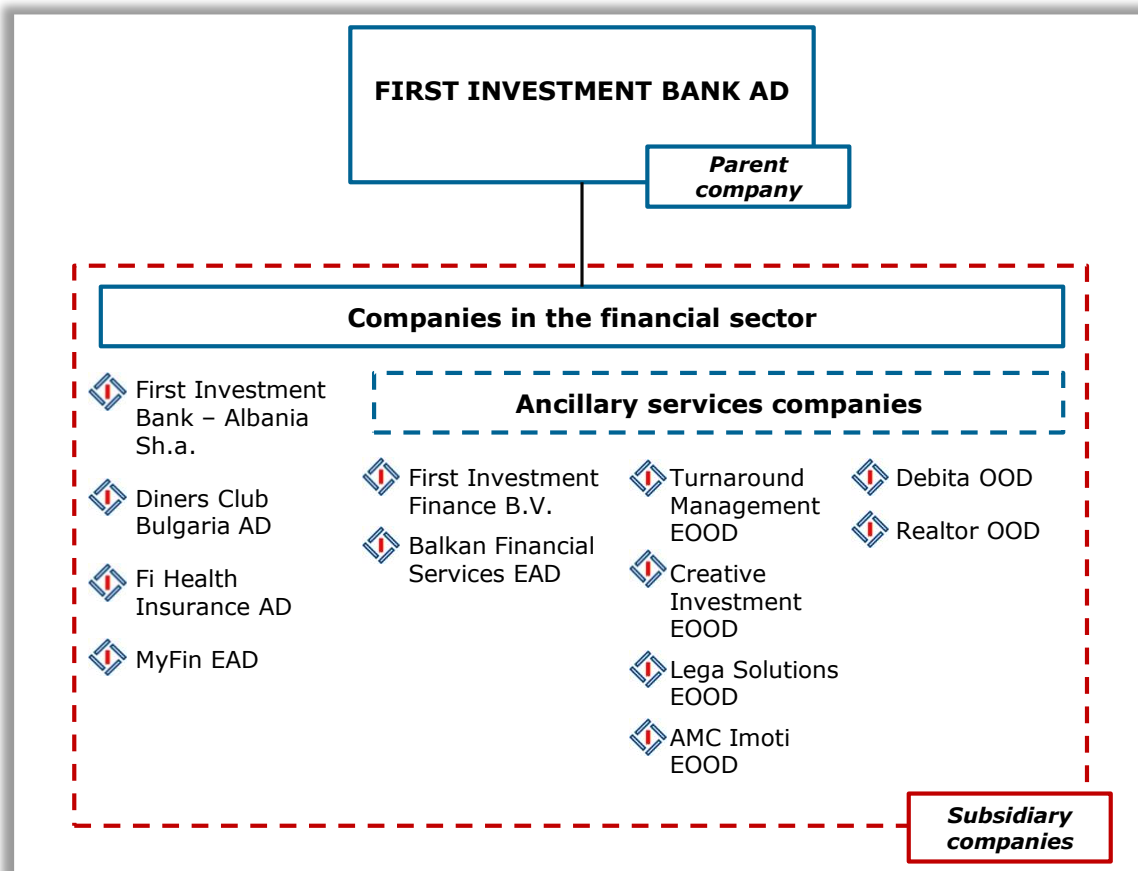 FIRST INVESTMENT BANK AD
Parent
company
Companies in the financial sector
First Investment
Bank – Albania
Sh.a.
Diners Club
Bulgaria AD
Fi Health
Insurance AD
MyFin EAD
Ancillary services companies
First Investment
Finance B.V.
Balkan Financial
Services EAD
Turnaround
Management
EOOD
Creative
Investment
EOOD
Lega Solutions
EOOD
AMC Imoti
EOOD
Debita OOD
Realtor OOD
Subsidiary
companies